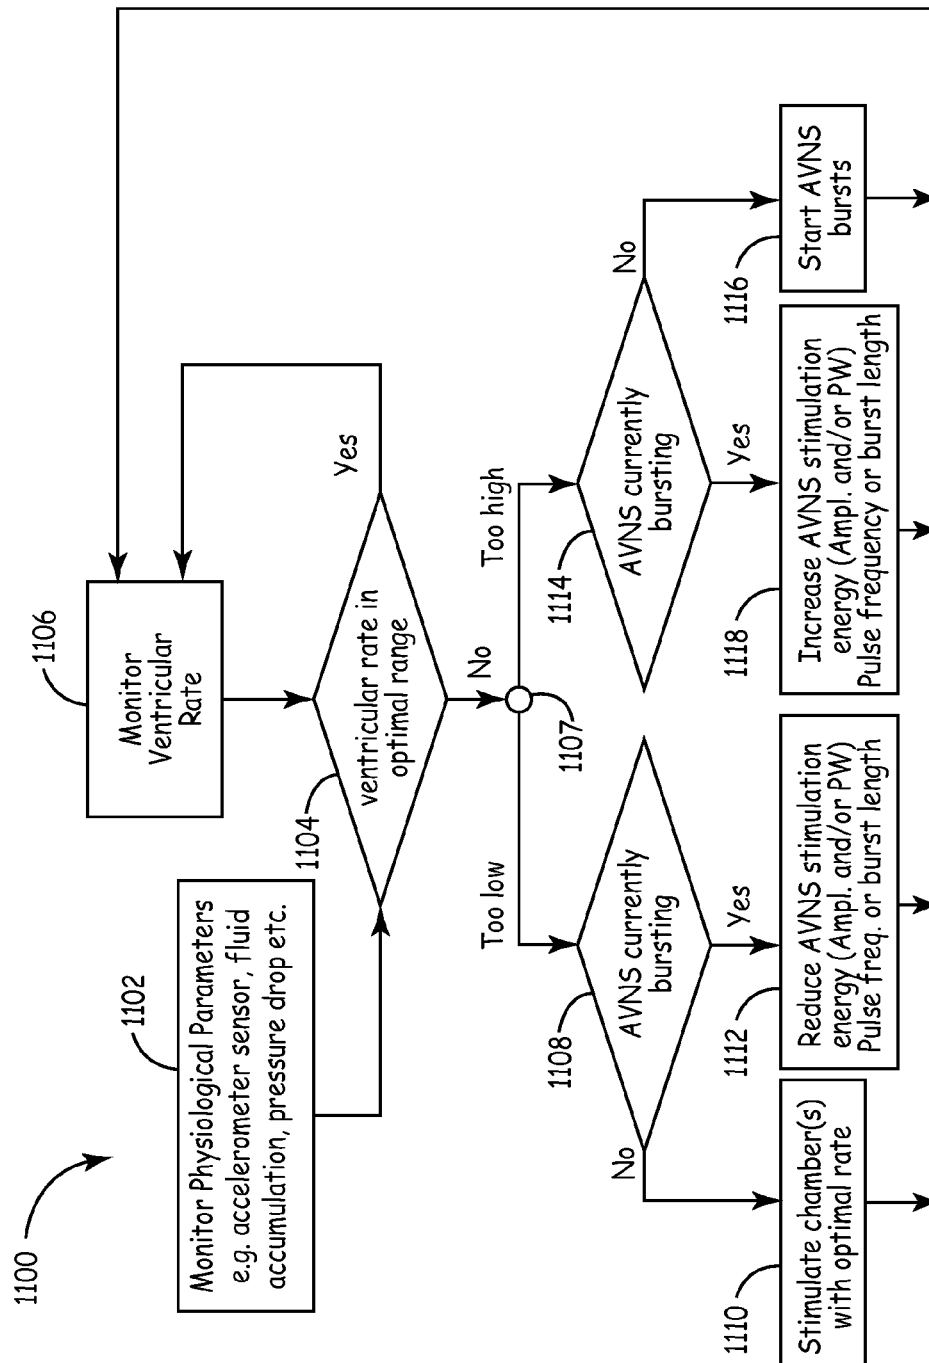 1100
1102
Monitor Physiological Parameters
e.g. accelerometer sensor, fluid
accumulation, pressure drop etc.
1106
Monitor
Ventricular
Rate
1104
ventricular rate in
optimal range
Yes
No
1107
Too low
Too high
1108
AVNS currently
bursting
No
Yes
1114
AVNS currently
bursting
No
Yes
1110
Stimulate chamber(s)
with optimal rate
1112
Reduce AVNS stimulation
energy (Ampl. and/or PW)
Pulse freq. or burst length
1118
Increase AVNS stimulation
energy (Ampl. and/or PW)
Pulse frequency or burst length
1116
Start AVNS
bursts